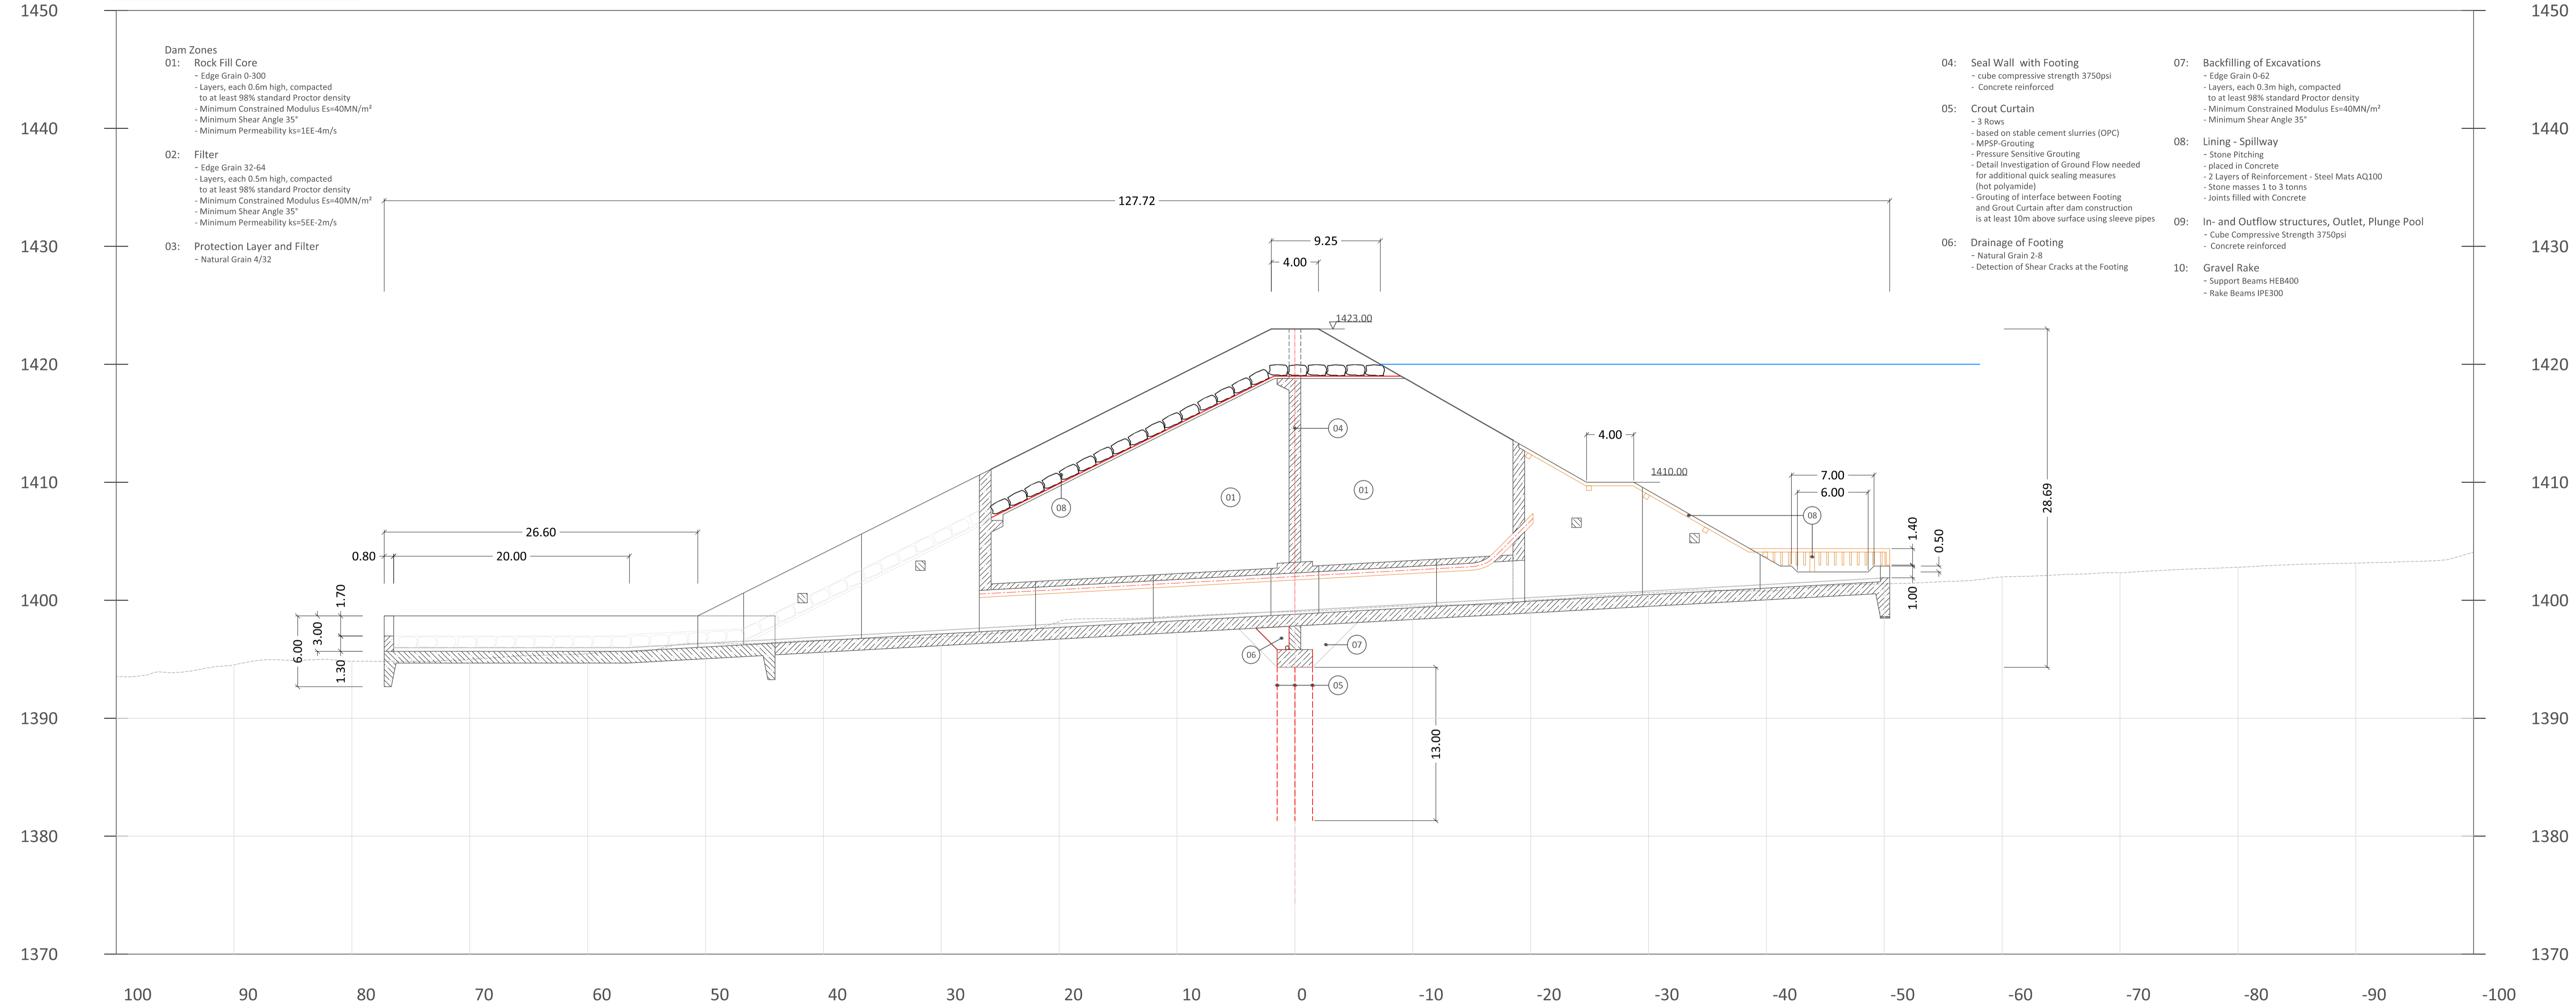 1450
1440
1430
1420
1410
1400
1390
1380
1370
Dam Zones
01: Rock Fill Core
- Edge Grain 0-300
- Layers, each 0.6m high, compacted
to at least 98% standard Proctor density
- Minimum Constrained Modulus Es=40MN/m²
- Minimum Shear Angle 35°
- Minimum Permeability ks=1EE-4m/s
02: Filter
- Edge Grain 32-64
- Layers, each 0.5m high, compacted
to at least 98% standard Proctor density
- Minimum Constrained Modulus Es=40MN/m²
- Minimum Shear Angle 35°
- Minimum Permeability ks=5EE-2m/s
03: Protection Layer and Filter
- Natural Grain 4/32
04: Seal Wall with Footing
- cube compressive strength 3750psi
- Concrete reinforced
05: Crout Curtain
- 3 Rows
- based on stable cement slurries (OPC)
- MPSP-Grouting
- Pressure Sensitive Grouting
- Detail Investigation of Ground Flow needed
for additional quick sealing measures
(hot polyamide)
- Grouting of interface between Footing
and Grout Curtain after dam construction
is at least 10m above surface using sleeve pipes
06: Drainage of Footing
- Natural Grain 2-8
- Detection of Shear Cracks at the Footing
07: Backfilling of Excavations
- Edge Grain 0-62
- Layers, each 0.3m high, compacted
to at least 98% standard Proctor density
- Minimum Constrained Modulus Es=40MN/m²
- Minimum Shear Angle 35°
08: Lining - Spillway
- Stone Pitching
- placed in Concrete
- 2 Layers of Reinforcement - Steel Mats AQ100
- Stone masses 1 to 3 tonns
- Joints filled with Concrete
09: In- and Outflow structures, Outlet, Plunge Pool
- Cube Compressive Strength 3750psi
- Concrete reinforced
10: Gravel Rake
- Support Beams HEB400
- Rake Beams IPE300
127.72
9.25
4.00
1423.00
04
4.00
1410.00
7.00
6.00
28.69
01
01
08
08
26.60
0.80
20.00
1.40
0.50
1.00
1.70
3.00
6.00
1.30
06
07
05
13.00
1450
1440
1430
1420
1410
1400
1390
1380
1370
100 90 80 70 60 50 40 30 20 10 0 -10 -20 -30 -40 -50 -60 -70 -80 -90 -100